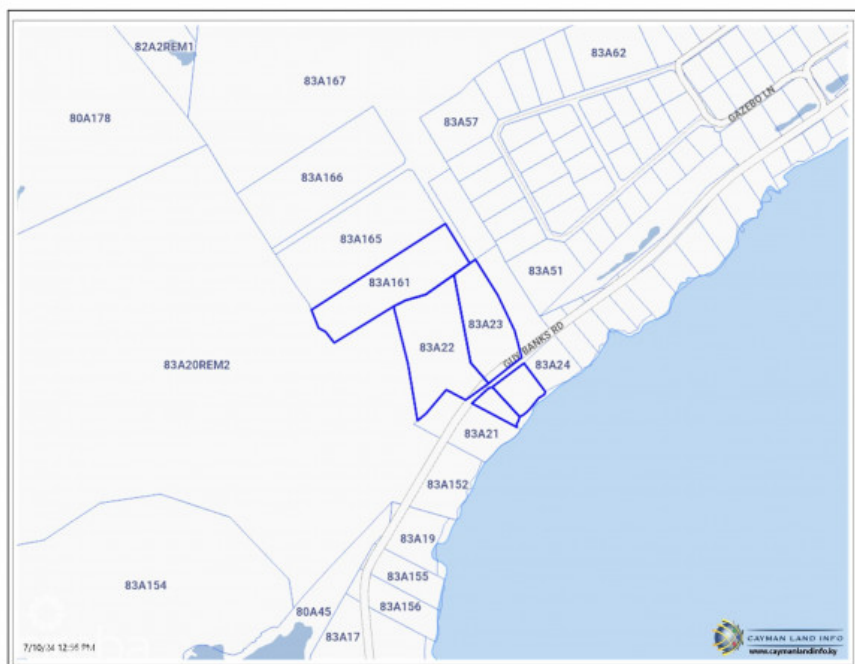 82A2REM1
83A62
83A167
80A178
83A57
GAZEBO LN
83A166
83A165
83A51
83A161
83A23
83A22
GUY BANKS RD
83A20REM2
83A24
83A21
83A152
83A19
83A155
83A154
83A156
80A45
83A17
7/10/24 12:56 PM
CAYMAN LAND INFO
www.caymanlandinfo.ky